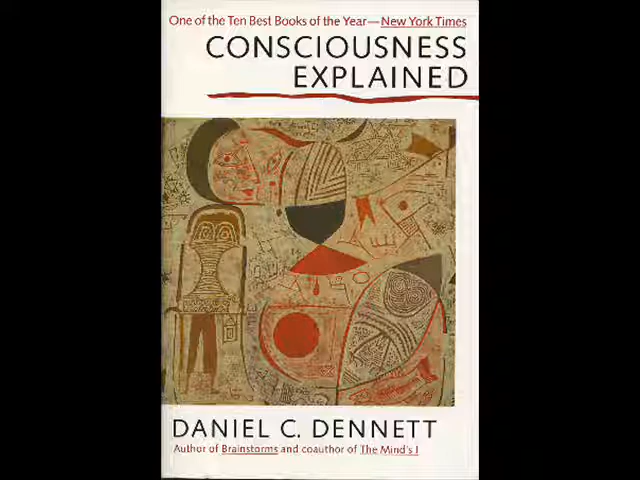 One of the Ten Best Books of the Year—New York Times
CONSCIOUSNESS
EXPLAINED
DANIEL C. DENNETT
Author of Brainstorms and coauthor of The Mind's I